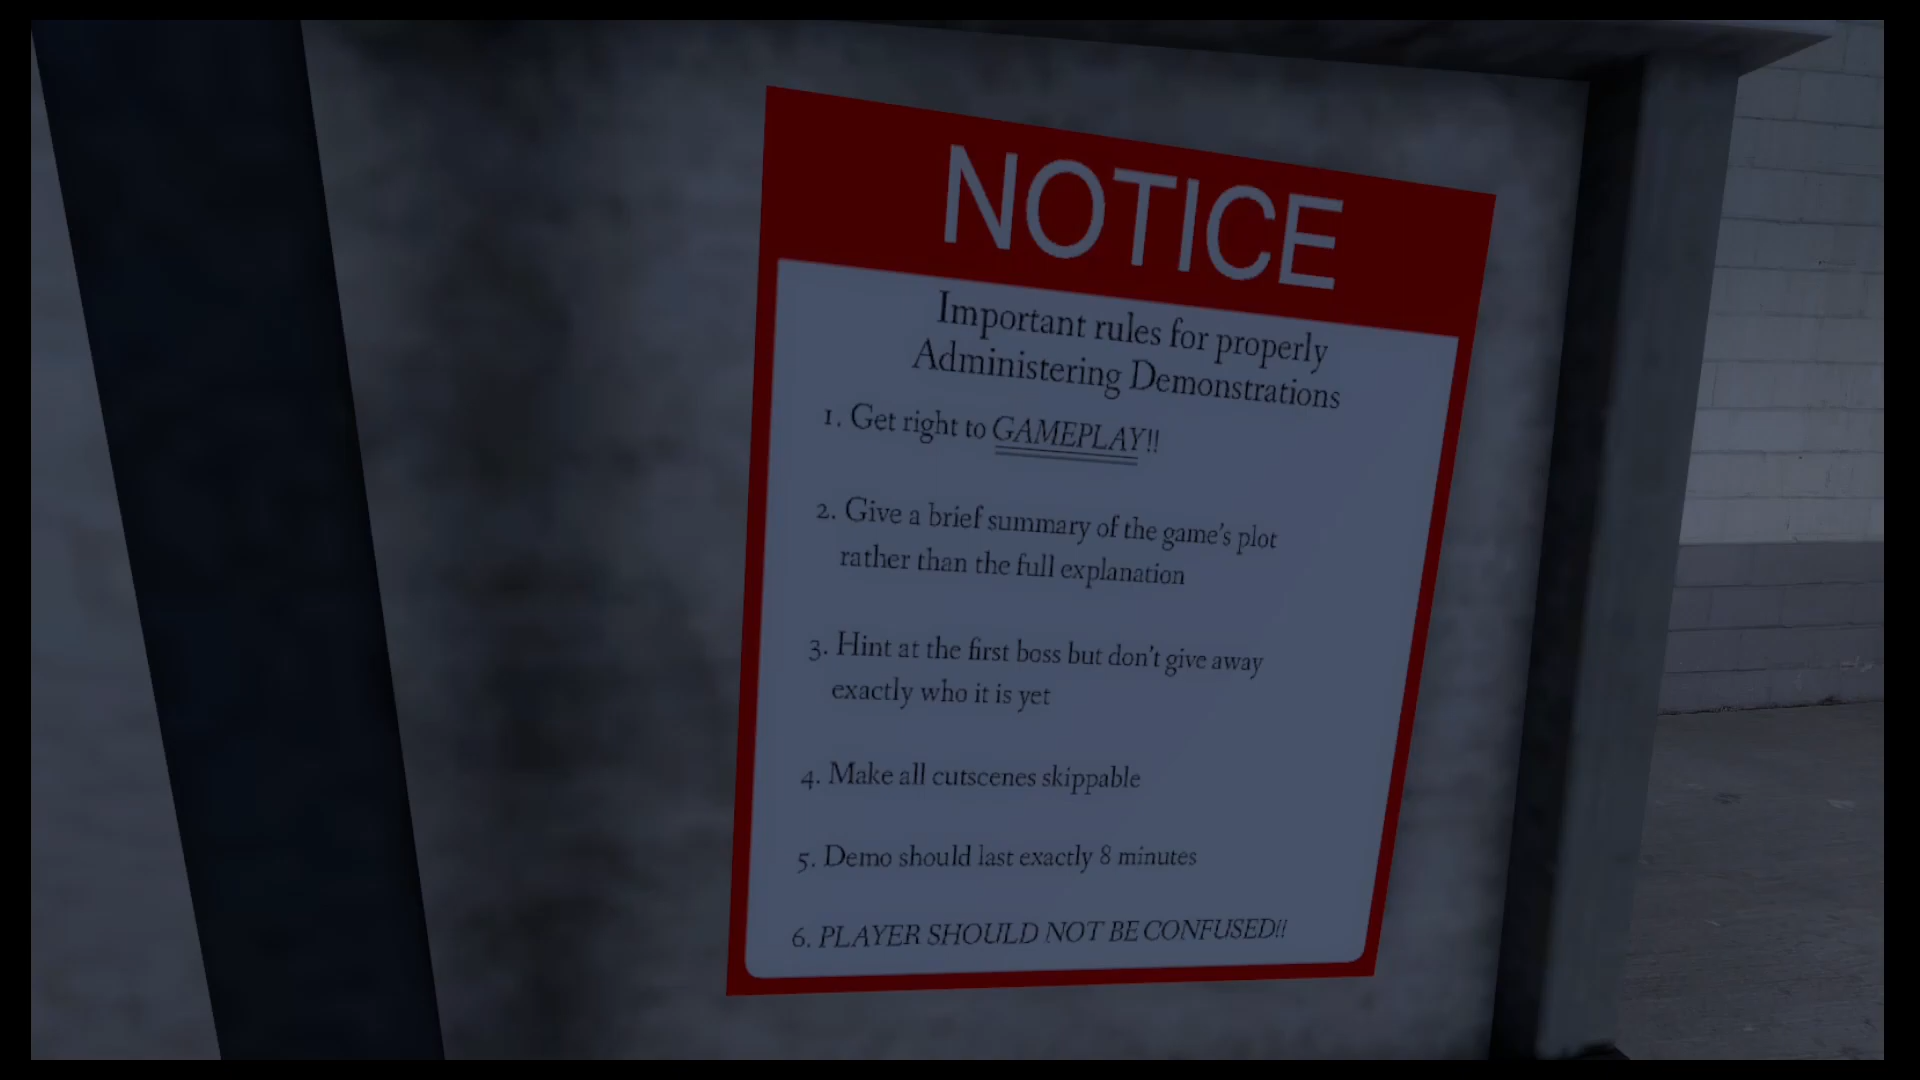 NOTICE
Important rules for properly
Administering Demonstrations
1. Get right to GAMEPLAY!!
2. Give a brief summary of the game's plot
rather than the full explanation
3. Hint at the first boss but don't give away
exactly who it is yet
4. Make all cutscenes skippable
5. Demo should last exactly 8 minutes
6. PLAYER SHOULD NOT BE CONFUSED!!